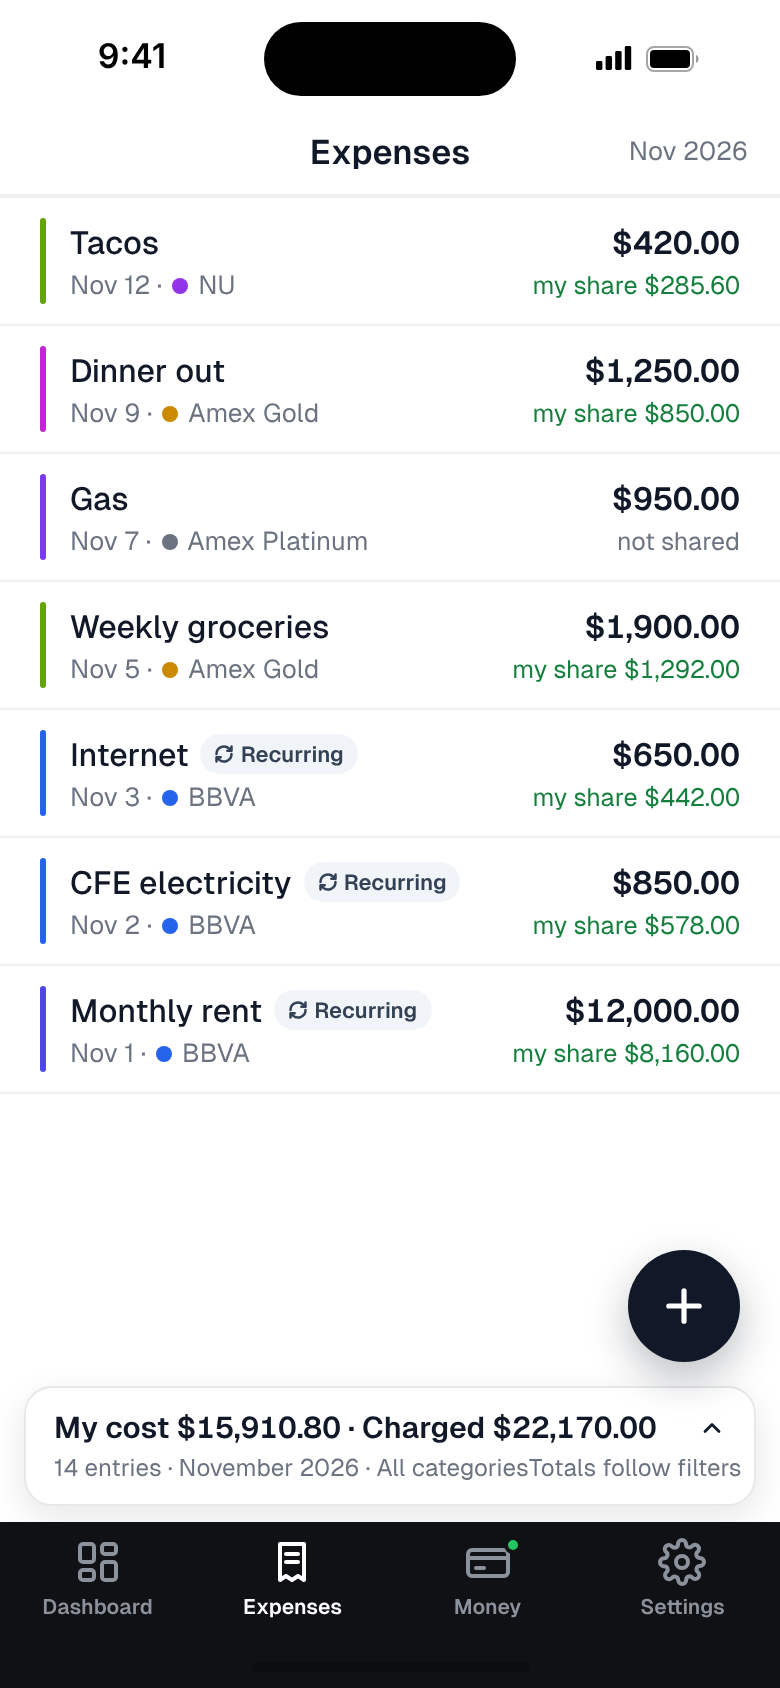 9:41
Expenses
Nov 2026
Tacos
$420.00
Nov 12 · NU
my share $285.60
Dinner out
$1,250.00
Nov 9 · Amex Gold
my share $850.00
Gas
$950.00
Nov 7 · Amex Platinum
not shared
Weekly groceries
$1,900.00
Nov 5 · Amex Gold
my share $1,292.00
Internet Recurring
$650.00
Nov 3 · BBVA
my share $442.00
CFE electricity Recurring
$850.00
Nov 2 · BBVA
my share $578.00
Monthly rent Recurring
$12,000.00
Nov 1 · BBVA
my share $8,160.00
My cost $15,910.80 · Charged $22,170.00
14 entries · November 2026 · All categoriesTotals follow filters
Dashboard
Expenses
Money
Settings